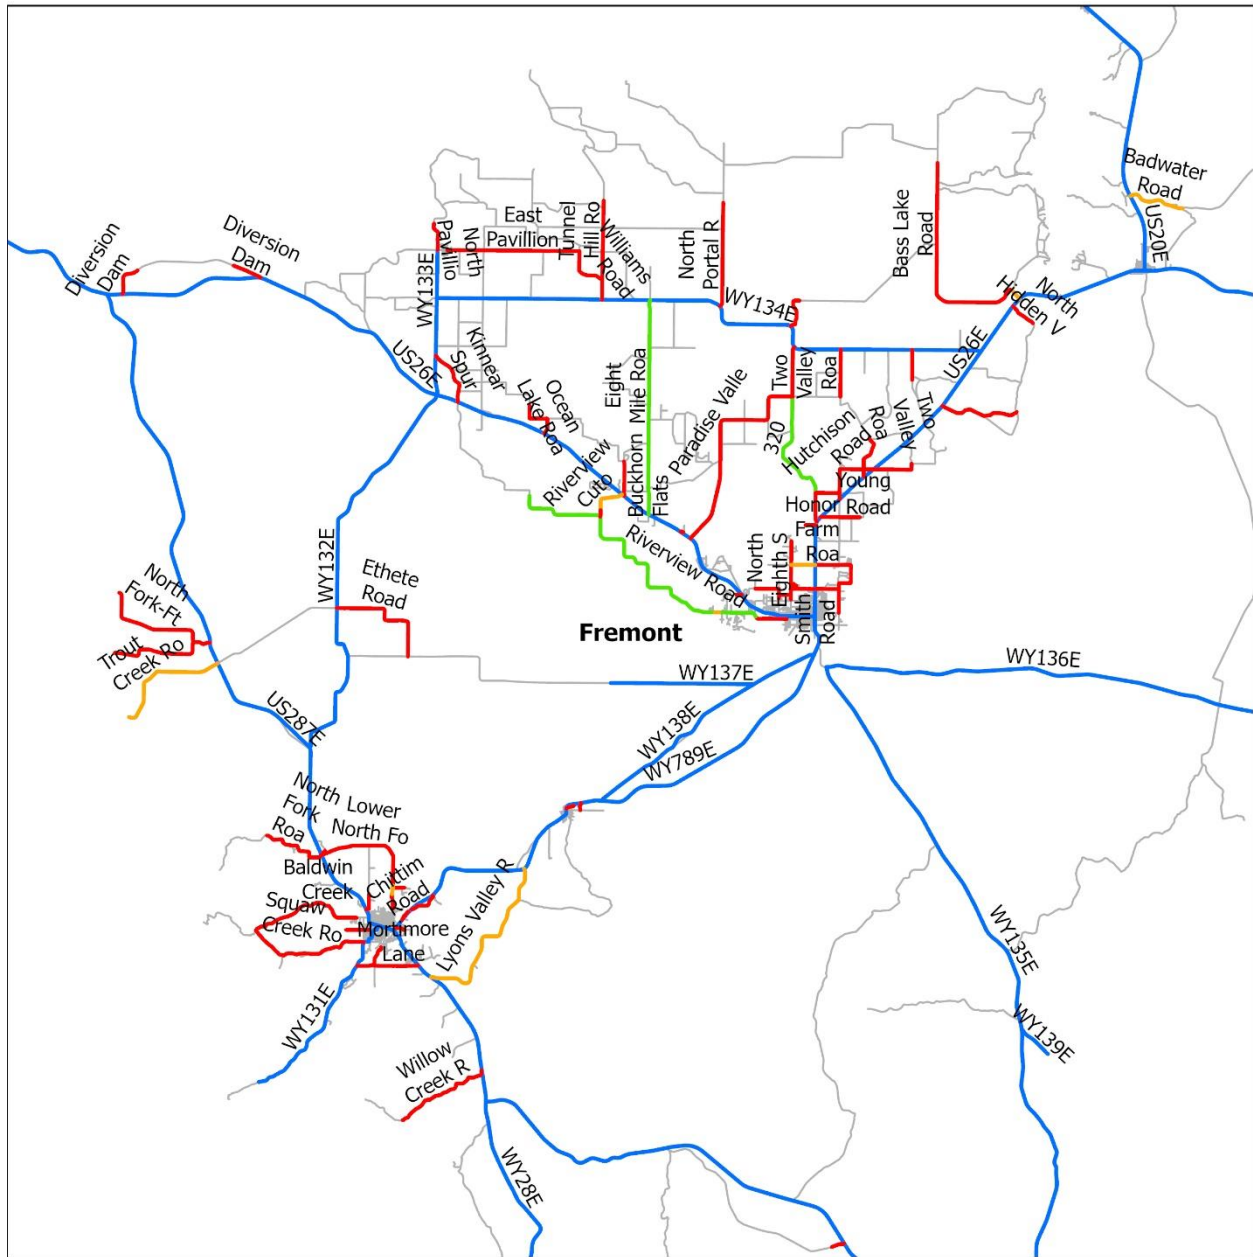 Badwater
Road
US20E
Diversion
Dam
Diversion
Dam
North
Pavillio
WY133E
East
Pavillion
Tunnel
Hill Ro
Williams
Road
North
Portal R
Bass Lake
Road
North
Hidden V
WY134E
US26E
US26E
Kinnear
Spur
Ocean
Lake Roa
Eight
Mile Roa
Buckhorn
Flats
Paradise Valle
Two
Valley
Roa
Two
Valley
Roa
320
Hutchison
Road
Young
Road
Honor
Farm
Roa
Riverview
Cuto
Riverview Road
North
Eighth S
Smith
Road
WY132E
Ethete
Road
North
Fork-Ft
Trout
Creek Ro
Fremont
WY137E
WY136E
WY138E
WY789E
US287E
North
Fork
Roa
Lower
North Fo
Baldwin
Creek
Chittim
Road
Squaw
Creek Ro
Mortimore
Lane
Lyons Valley R
WY131E
WY135E
WY139E
Willow
Creek R
WY28E